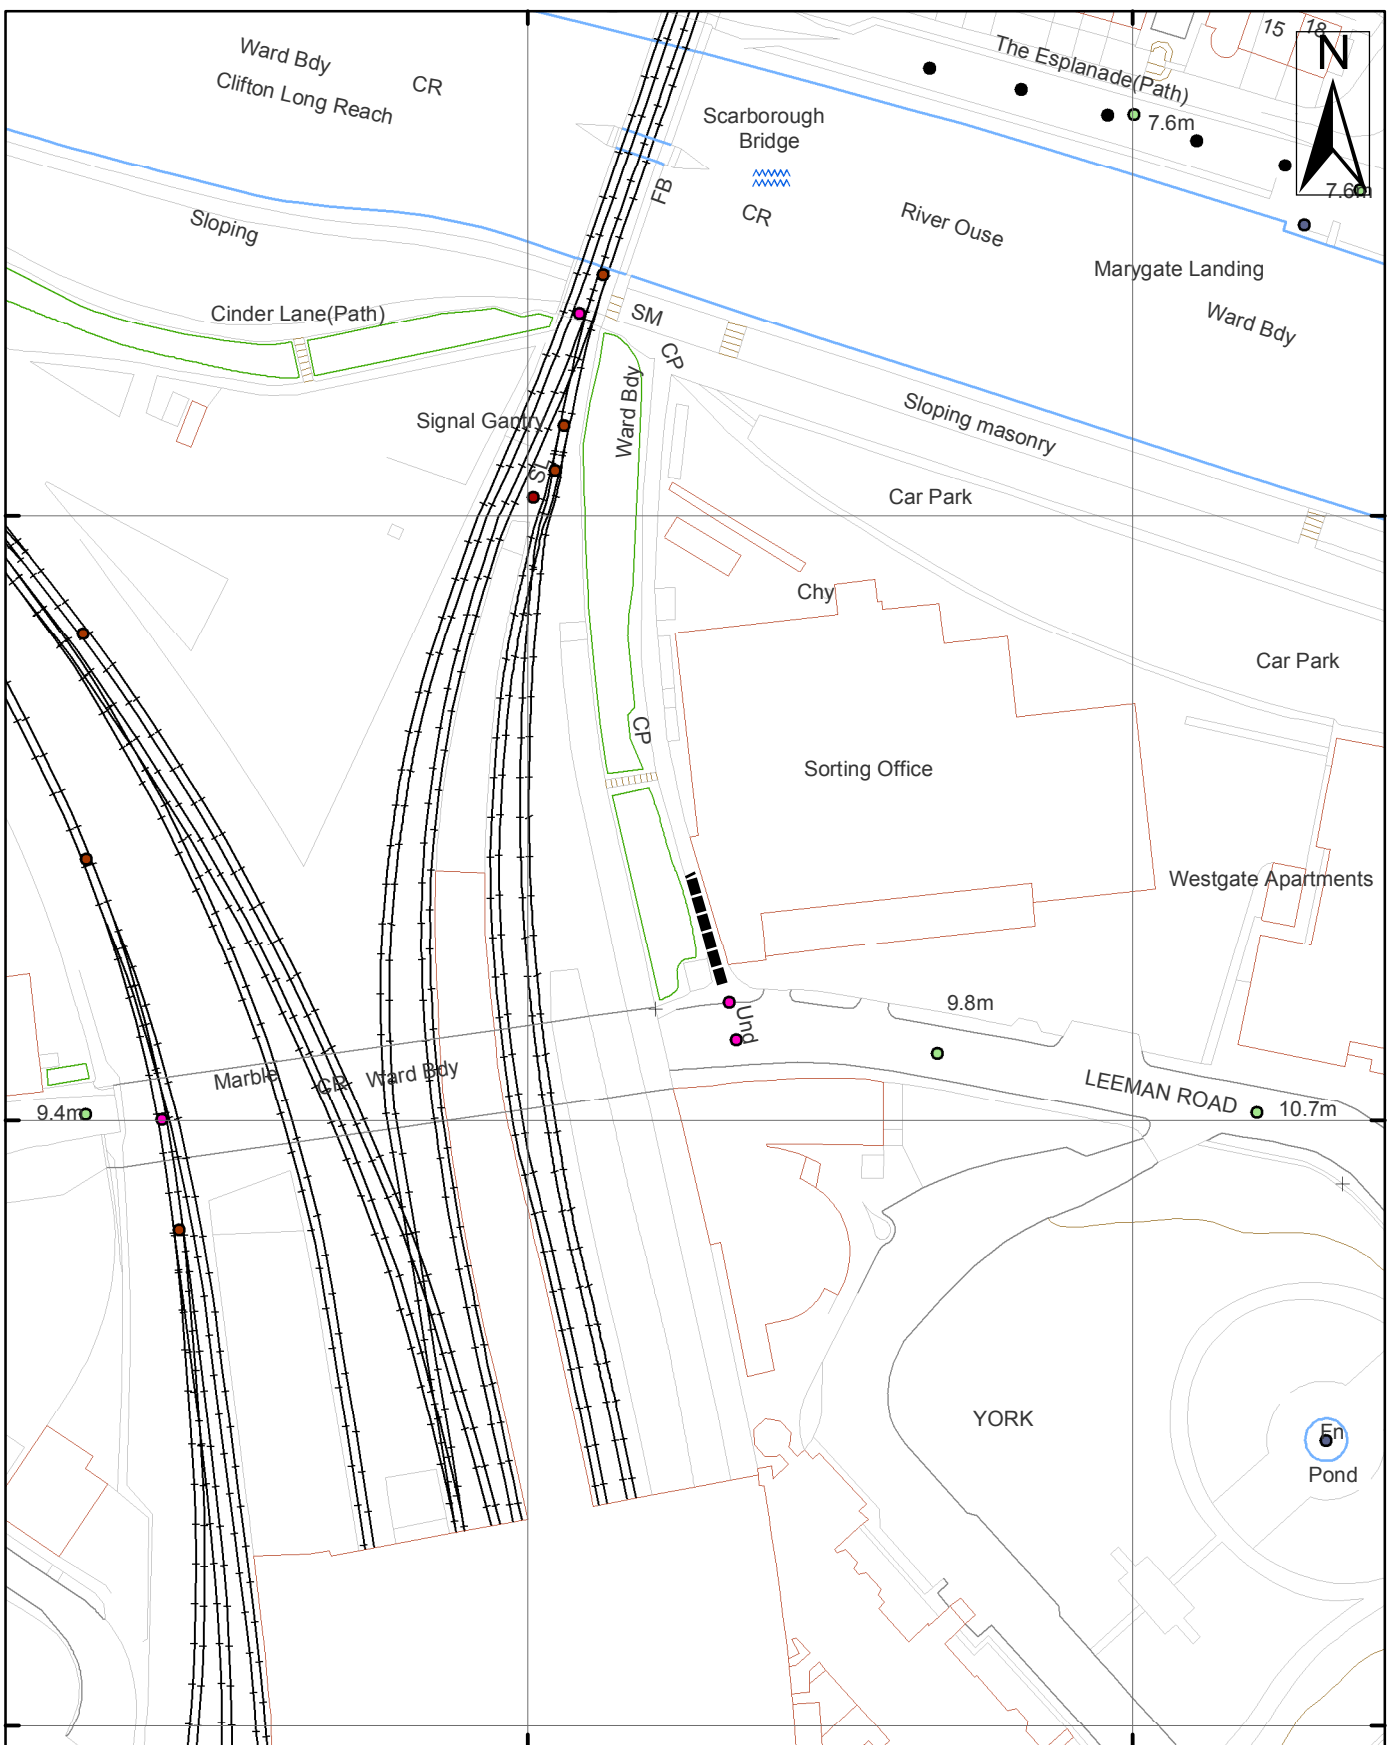 15 18
N
Ward Bdy
Clifton Long Reach
CR
The Esplanade(Path)
Scarborough
Bridge
7.6m
7.6m
FB
CR
Sloping
River Ouse
Marygate Landing
Cinder Lane(Path)
SM
Ward Bdy
CP
Ward Bdy
Signal Gantry
Sloping masonry
SL
Car Park
Chy
Car Park
CP
Sorting Office
Westgate Apartments
9.8m
Und
Marble
CR
Ward Bdy
LEEMAN ROAD
9.4m
10.7m
YORK
Fn
Pond